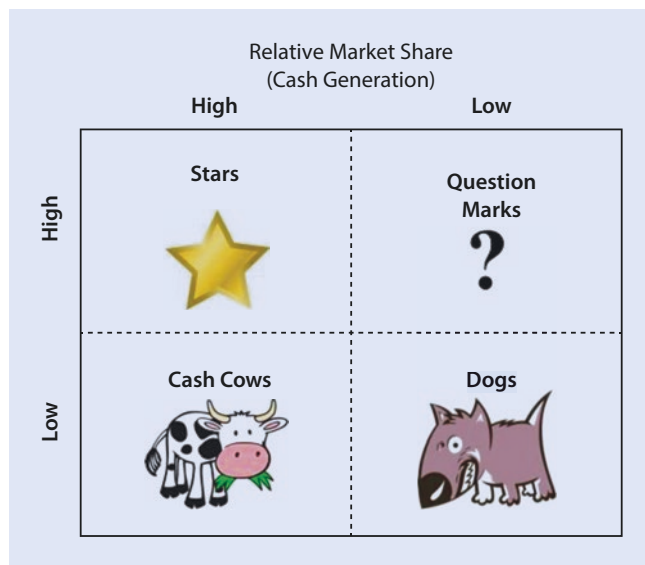 Relative Market Share
(Cash Generation)
High
Low
High
Stars
Question
Marks
?
Low
Cash Cows
Dogs